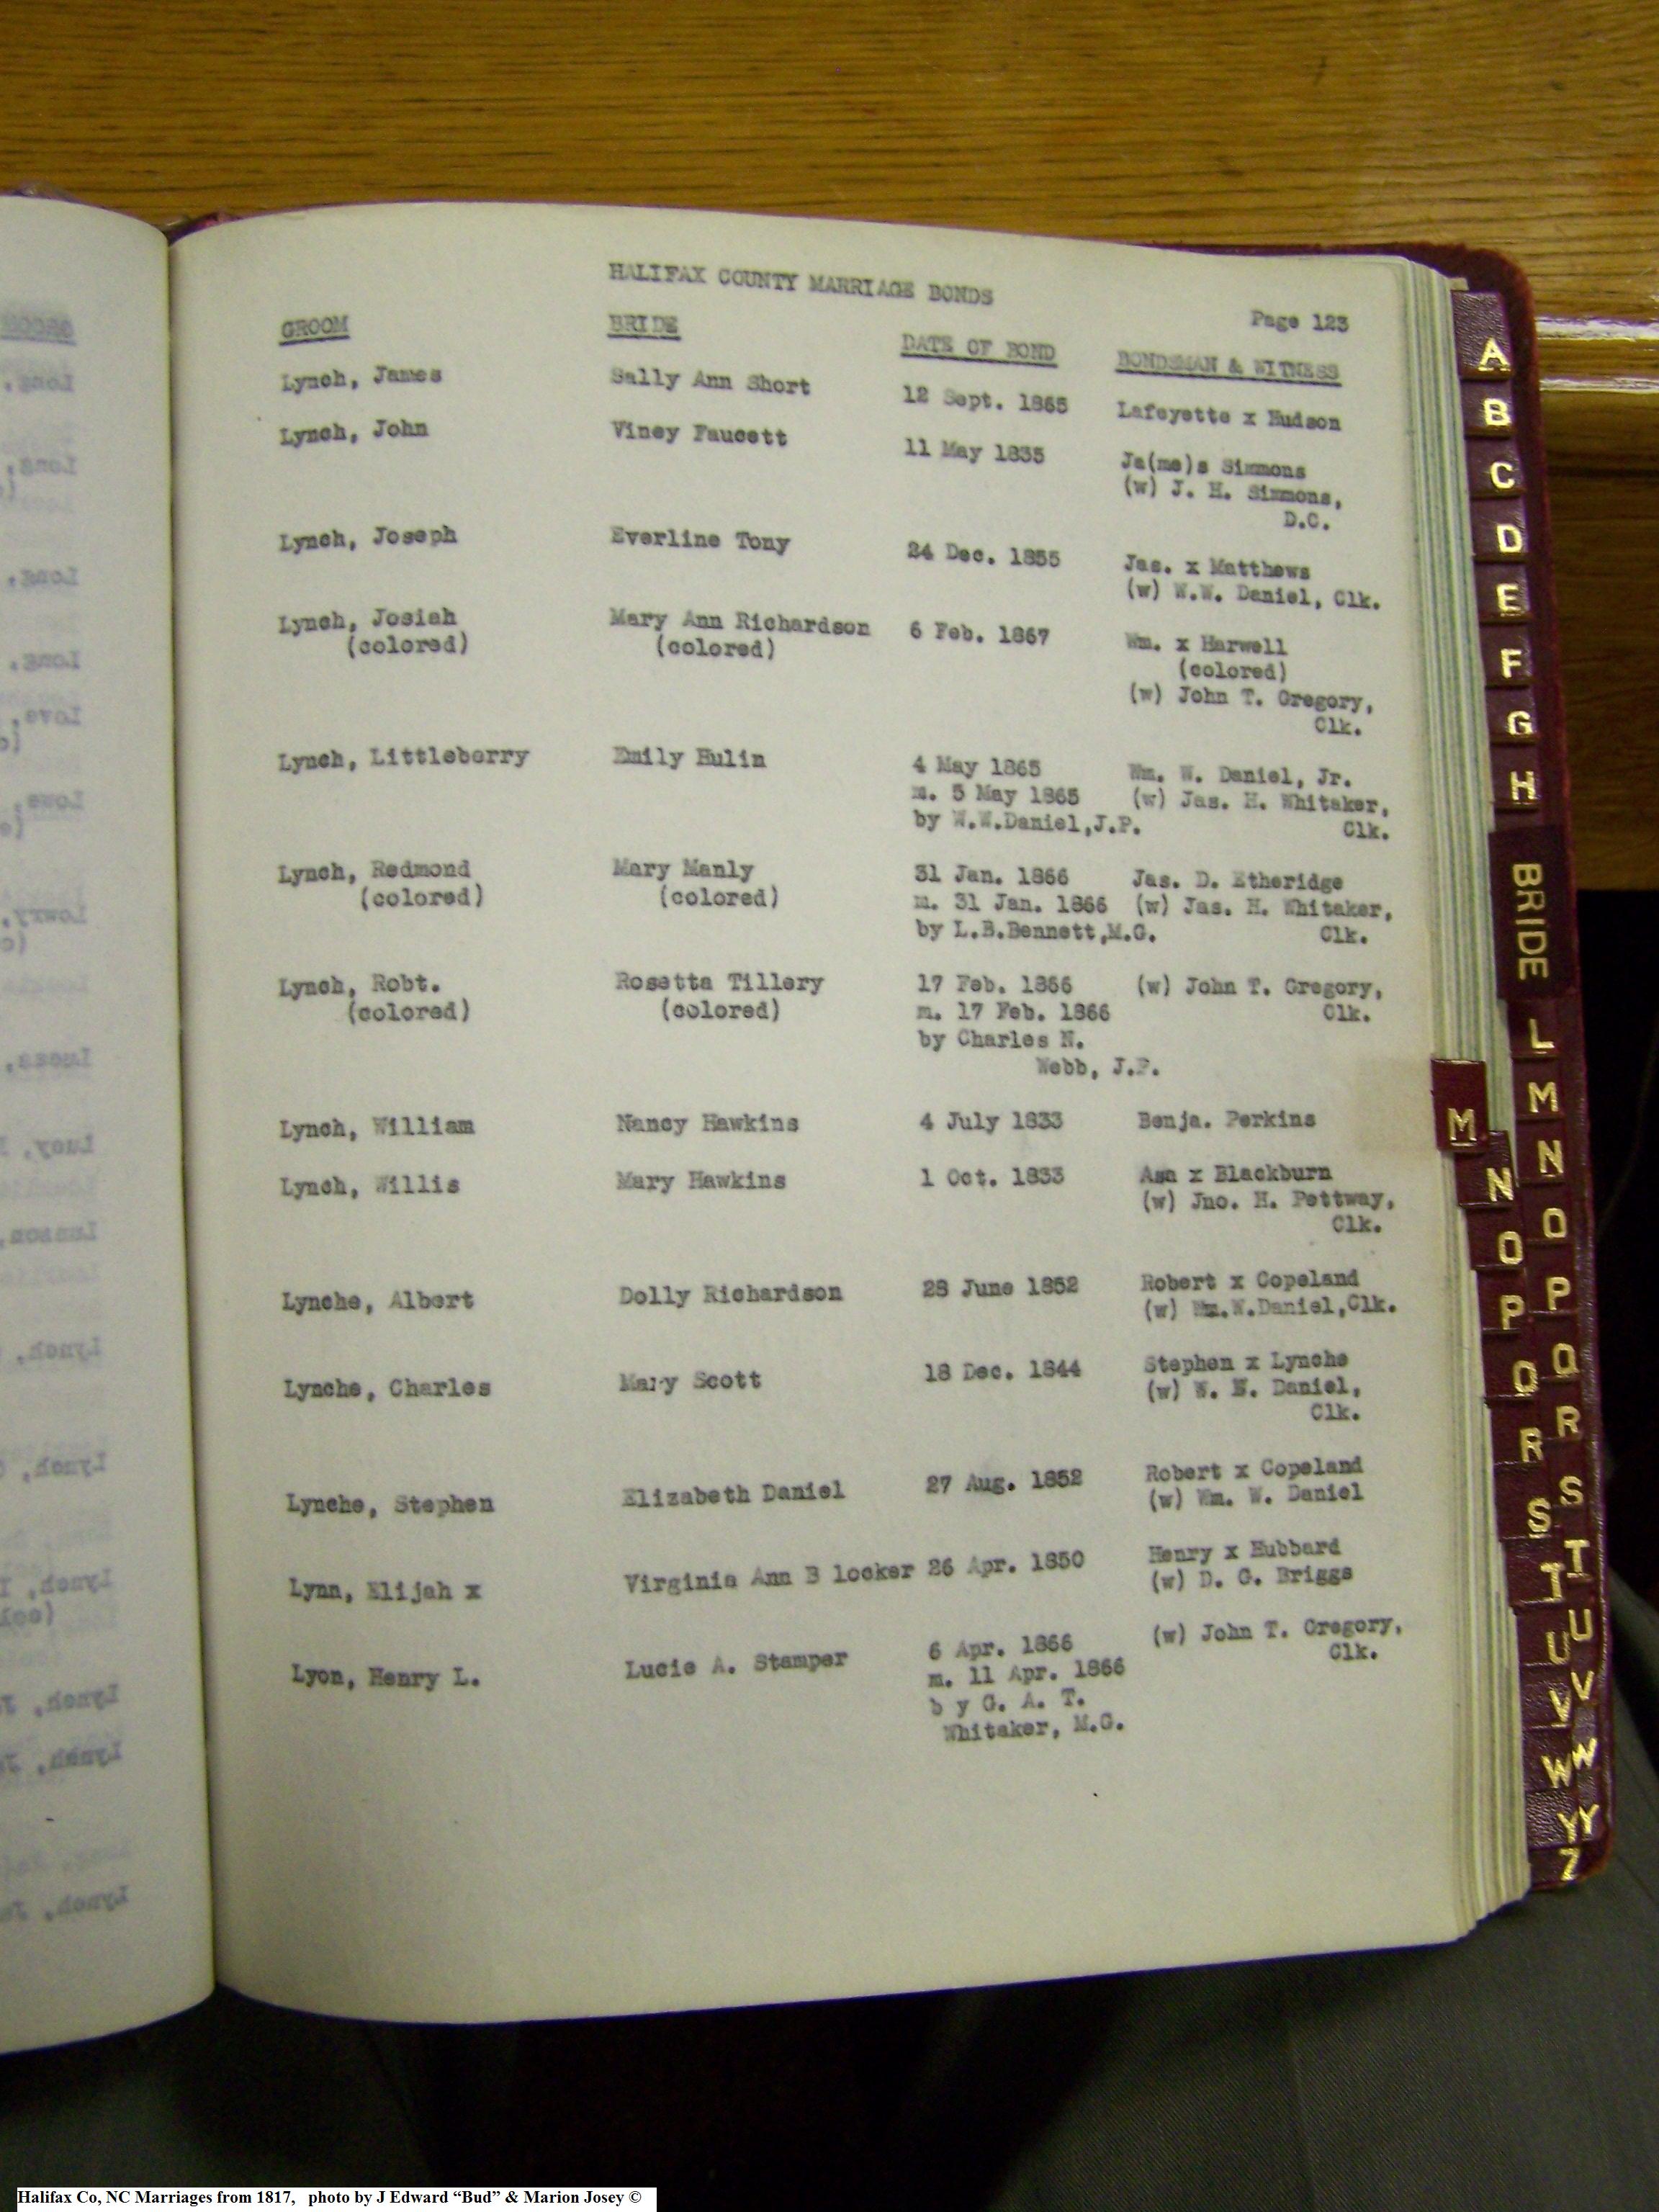 HALIFAX COUNTY MARRIAGE BONDS
Page 123
GROOM BRIDE DATE OF BOND BONDSMAN & WITNESS
Lynch, James Sally Ann Short 12 Sept. 1865 Lafeyette x Hudson
Lynch, John Viney Faucett 11 May 1835 Ja(me)s Simmons
(w) J. H. Simmons,
D.C.
Lynch, Joseph Everline Tony 24 Dec. 1855 Jas. x Matthews
(w) W.W. Daniel, Clk.
Lynch, Josiah Mary Ann Richardson 6 Feb. 1867 Wm. x Harwell
(colored) (colored) (colored)
(w) John T. Gregory,
Clk.
Lynch, Littleberry Emily Hulin 4 May 1865 Wm. W. Daniel, Jr.
m. 5 May 1865 (w) Jas. H. Whitaker,
by W.W.Daniel,J.P. Clk.
Lynch, Redmond Mary Manly 31 Jan. 1866 Jas. D. Etheridge
(colored) (colored) m. 31 Jan. 1866 (w) Jas. H. Whitaker,
by L.B.Bennett,M.G. Clk.
Lynch, Robt. Rosetta Tillery 17 Feb. 1866 (w) John T. Gregory,
(colored) (colored) m. 17 Feb. 1866 Clk.
by Charles N.
Webb, J.P.
Lynch, William Nancy Hawkins 4 July 1833 Benja. Perkins
Lynch, Willis Mary Hawkins 1 Oct. 1833 Asa x Blackburn
(w) Jno. H. Pettway,
Clk.
Lynche, Albert Dolly Richardson 28 June 1852 Robert x Copeland
(w) Wm.W.Daniel,Clk.
Lynche, Charles Mary Scott 18 Dec. 1844 Stephen x Lynche
(w) W. W. Daniel,
Clk.
Lynche, Stephen Elizabeth Daniel 27 Aug. 1852 Robert x Copeland
(w) Wm. W. Daniel
Lynn, Elijah x Virginia Ann B locker 26 Apr. 1850 Henry x Hubbard
(w) D. G. Briggs
Lyon, Henry L. Lucie A. Stamper 6 Apr. 1866 (w) John T. Gregory,
m. 11 Apr. 1866 Clk.
b y G. A. T.
Whitaker, M.G.
A
B
C
D
E
F
G
H
BRIDE
L
M M
N N
O O
P P
Q Q
R R
S S
T T
U U
V V
W W
Y Y
Z
Halifax Co, NC Marriages from 1817, photo by J Edward “Bud” & Marion Josey ©